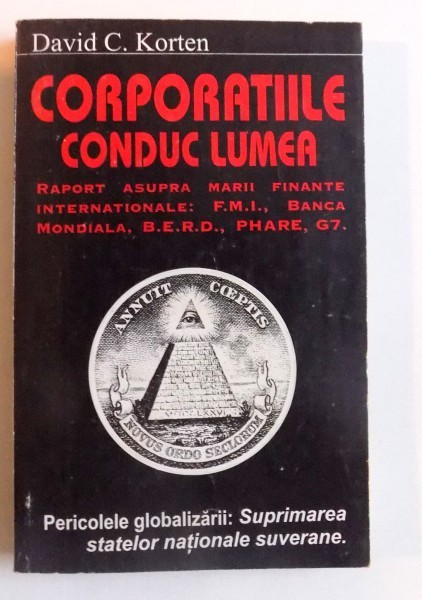 David C. Korten
CORPORATIILE
CONDUC LUMEA
RAPORT ASUPRA MARII FINANTE
INTERNATIONALE: F.M.I., BANCA
MONDIALA, B.E.R.D., PHARE, G7.
ANNUIT CŒPTIS
MDCCLXXVI
NOVUS ORDO SECLORUM
Pericolele globalizării: Suprimarea
statelor naționale suverane.